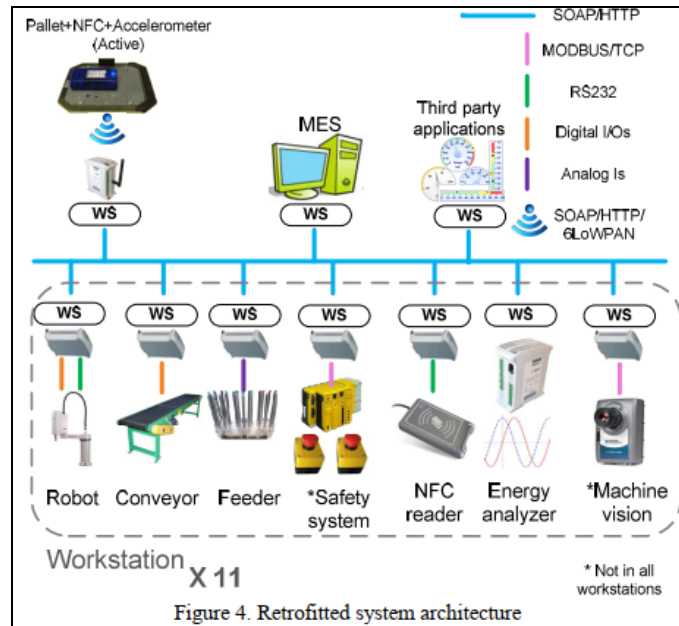 Pallet+NFC+Accelerometer
(Active)
MES
Third party
applications
SOAP/HTTP
MODBUS/TCP
RS232
Digital I/Os
Analog Is
SOAP/HTTP/
6LoWPAN
WS
WS
WS
WS
WS
WS
WS
WS
WS
WS
Robot
Conveyor
Feeder
*Safety
system
NFC
reader
Energy
analyzer
*Machine
vision
Workstation X 11
* Not in all
workstations
Figure 4. Retrofitted system architecture